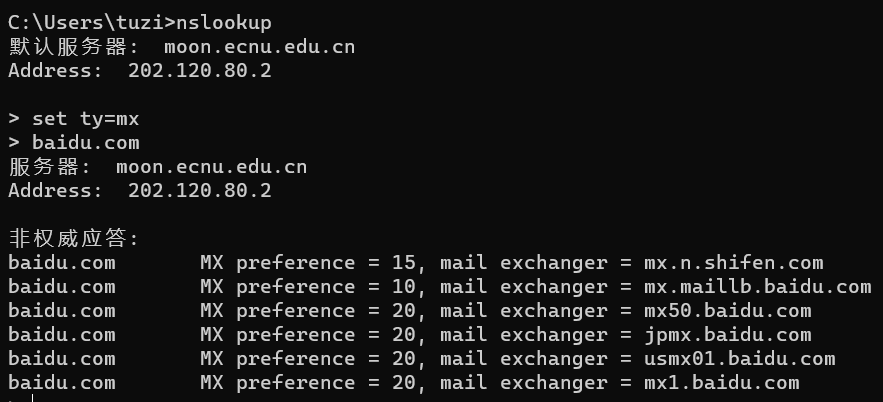 C:\Users\tuzi>nslookup
默认服务器:  moon.ecnu.edu.cn
Address:  202.120.80.2

> set ty=mx
> baidu.com
服务器:  moon.ecnu.edu.cn
Address:  202.120.80.2

非权威应答:
baidu.com       MX preference = 15, mail exchanger = mx.n.shifen.com
baidu.com       MX preference = 10, mail exchanger = mx.maillb.baidu.com
baidu.com       MX preference = 20, mail exchanger = mx50.baidu.com
baidu.com       MX preference = 20, mail exchanger = jpmx.baidu.com
baidu.com       MX preference = 20, mail exchanger = usmx01.baidu.com
baidu.com       MX preference = 20, mail exchanger = mx1.baidu.com
>